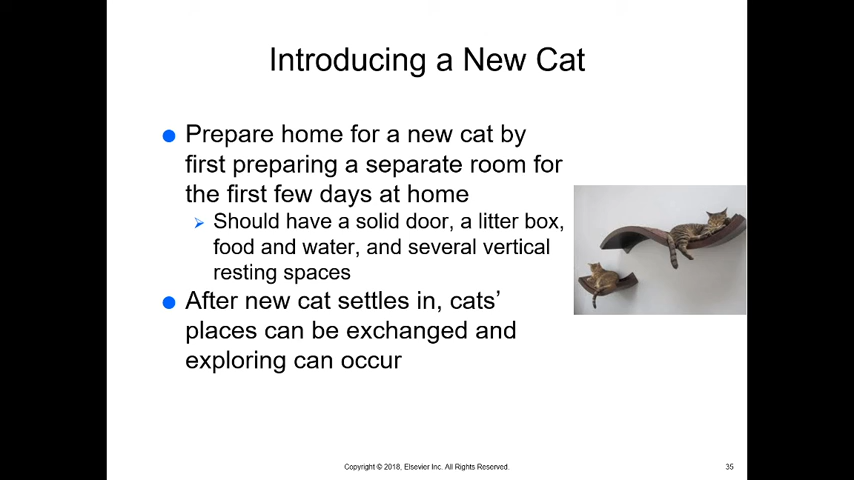 Introducing a New Cat
Prepare home for a new cat by
first preparing a separate room for
the first few days at home
Should have a solid door, a litter box,
food and water, and several vertical
resting spaces
After new cat settles in, cats’
places can be exchanged and
exploring can occur
Copyright © 2018, Elsevier Inc. All Rights Reserved.
35